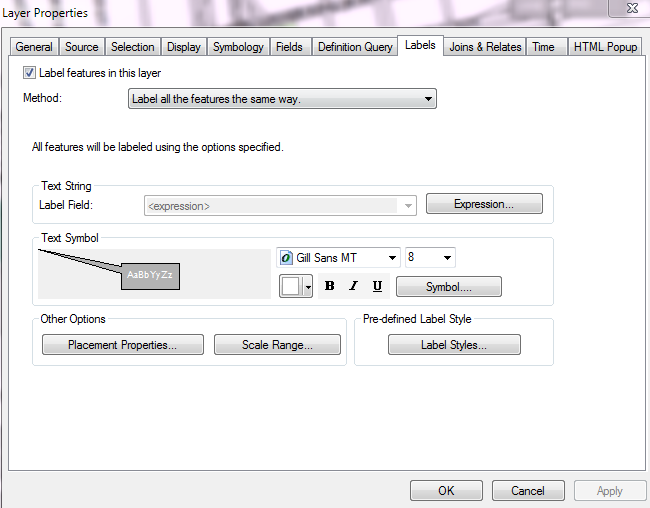 Layer Properties
General Source Selection Display Symbology Fields Definition Query Labels Joins & Relates Time HTML Popup
Label features in this layer
Method: Label all the features the same way.
All features will be labeled using the options specified.
Text String
Label Field: <expression> Expression...
Text Symbol
AaBbYyZz
Gill Sans MT 8
B I U Symbol....
Other Options
Placement Properties... Scale Range...
Pre-defined Label Style
Label Styles...
OK Cancel Apply